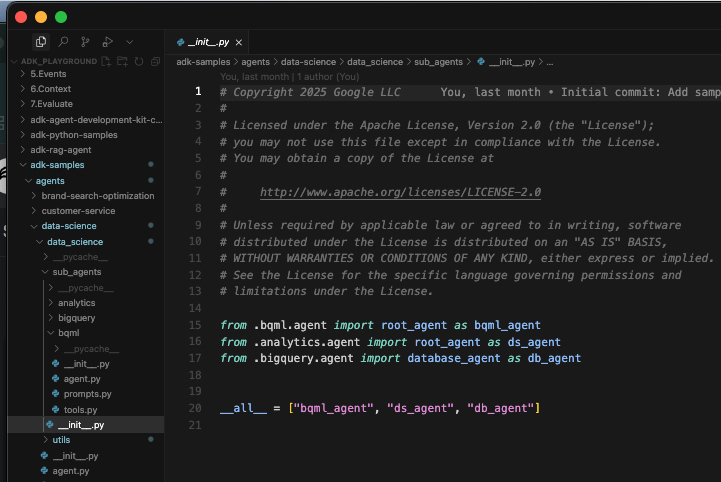 __init__.py
ADK_PLAYGROUND
5.Events
6.Context
7.Evaluate
adk-agent-development-kit-c...
adk-python-samples
adk-rag-agent
adk-samples
agents
brand-search-optimization
customer-service
data-science
data_science
__pycache__
sub_agents
__pycache__
analytics
bigquery
bqml
__pycache__
__init__.py
agent.py
prompts.py
tools.py
__init__.py
utils
__init__.py
agent.py
adk-samples > agents > data-science > data_science > sub_agents > __init__.py > ...
You, last month | 1 author (You)
1 # Copyright 2025 Google LLC You, last month • Initial commit: Add samp
2 #
3 # Licensed under the Apache License, Version 2.0 (the "License");
4 # you may not use this file except in compliance with the License.
5 # You may obtain a copy of the License at
6 #
7 # http://www.apache.org/licenses/LICENSE-2.0
8 #
9 # Unless required by applicable law or agreed to in writing, software
10 # distributed under the License is distributed on an "AS IS" BASIS,
11 # WITHOUT WARRANTIES OR CONDITIONS OF ANY KIND, either express or implied.
12 # See the License for the specific language governing permissions and
13 # limitations under the License.
14
15 from .bqml.agent import root_agent as bqml_agent
16 from .analytics.agent import root_agent as ds_agent
17 from .bigquery.agent import database_agent as db_agent
18
19
20 __all__ = ["bqml_agent", "ds_agent", "db_agent"]
21